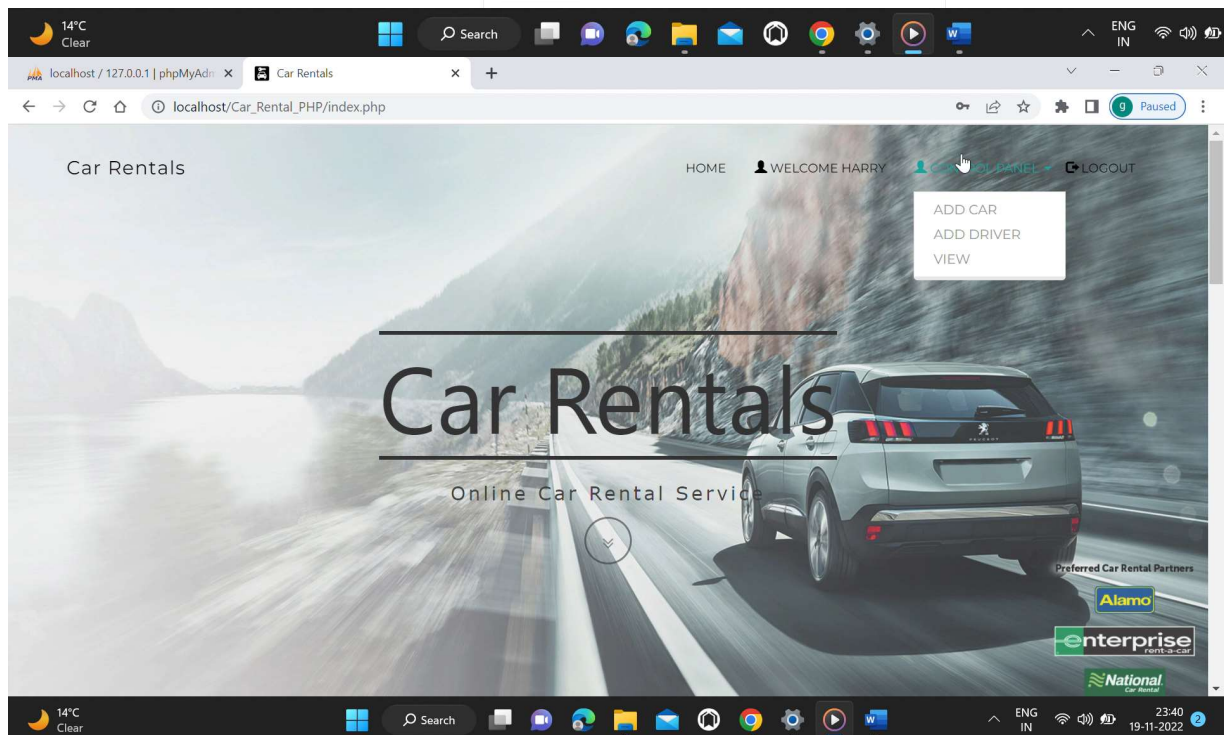 14°C
Clear
Search
ENG
IN
localhost / 127.0.0.1 | phpMyAdm
Car Rentals
localhost/Car_Rental_PHP/index.php
g Paused
Car Rentals
HOME
WELCOME HARRY
CONTROL PANEL
LOGOUT
ADD CAR
ADD DRIVER
VIEW
Car Rentals
Online Car Rental Service
PEUGEOT
Preferred Car Rental Partners
Alamo
enterprise
rent-a-car
National
Car Rental
14°C
Clear
Search
ENG
IN
23:40
19-11-2022
2